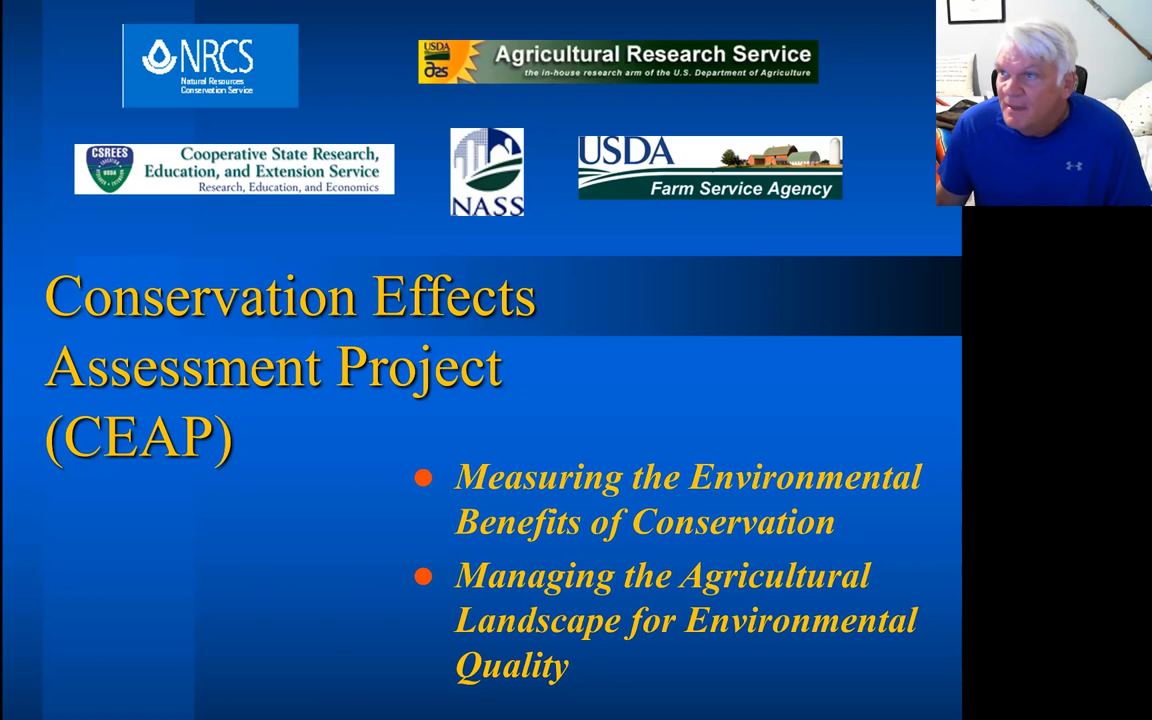 NRCS
Natural Resources
Conservation Service
USDA
ars
Agricultural Research Service
the in-house research arm of the U.S. Department of Agriculture
CSREES
USDA
Cooperative State Research,
Education, and Extension Service
Research, Education, and Economics
NASS
USDA
Farm Service Agency
Conservation Effects
Assessment Project
(CEAP)
Measuring the Environmental
Benefits of Conservation
Managing the Agricultural
Landscape for Environmental
Quality